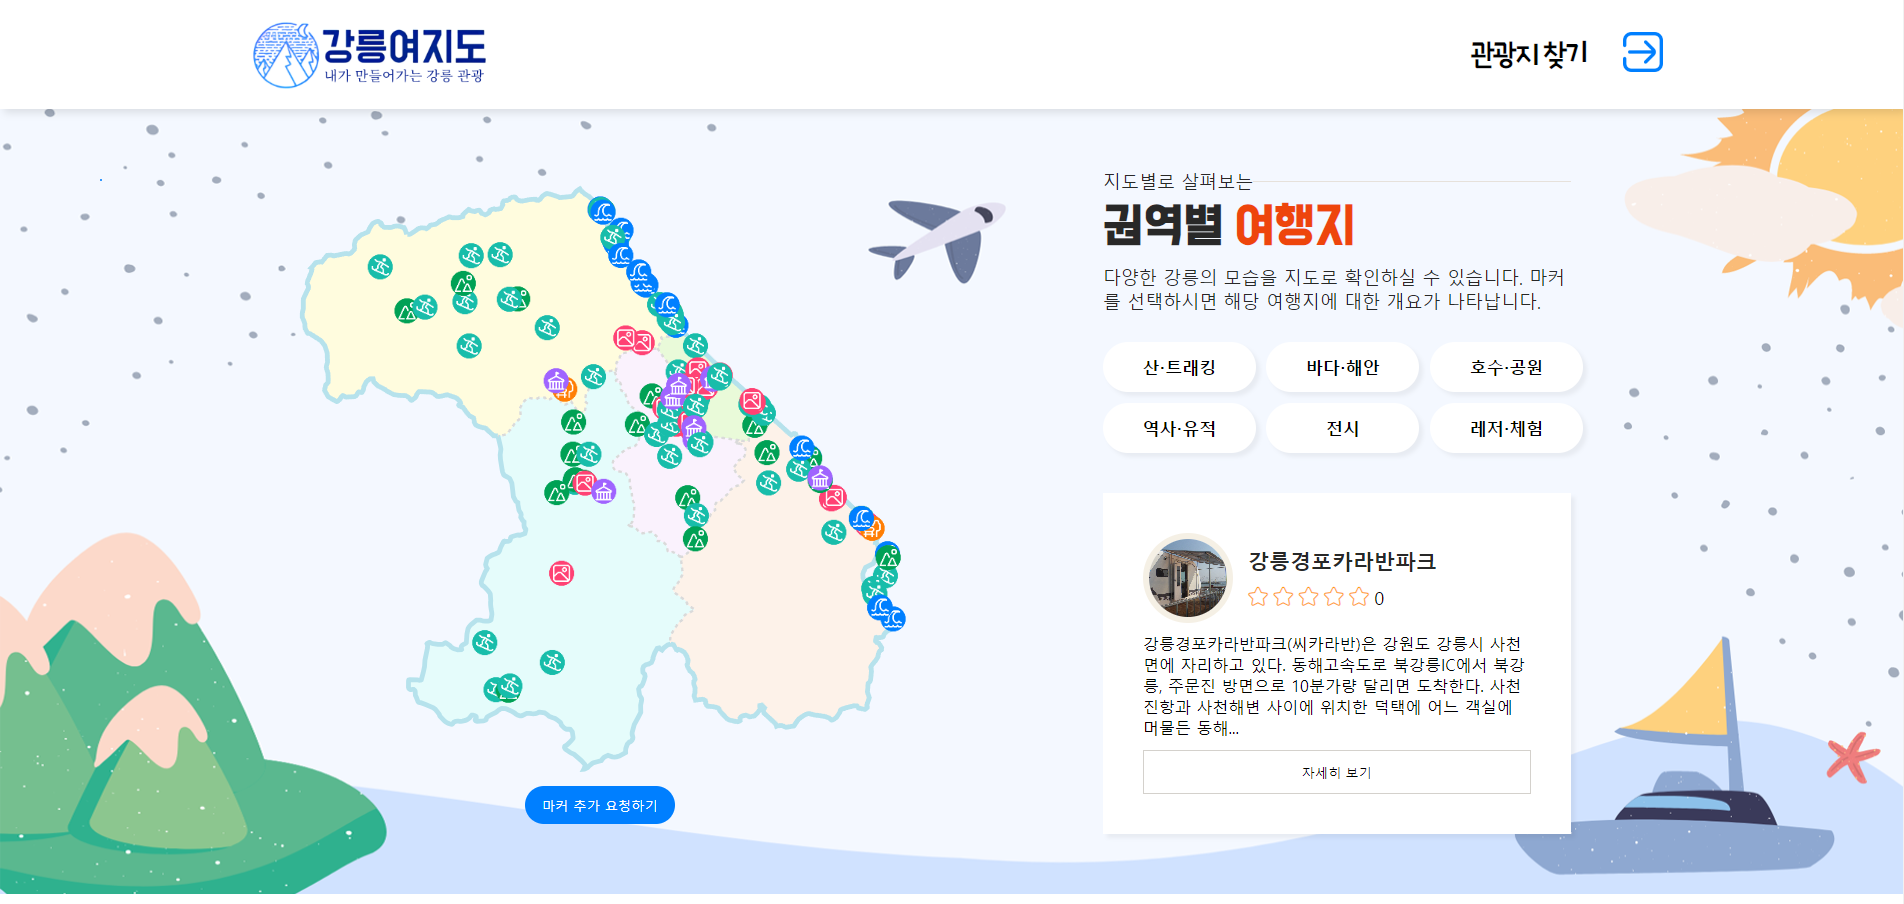 강릉여지도
내가 만들어가는 강릉 관광
관광지 찾기
지도별로 살펴보는
권역별 여행지
다양한 강릉의 모습을 지도로 확인하실 수 있습니다. 마커
를 선택하시면 해당 여행지에 대한 개요가 나타납니다.
산·트래킹
바다·해안
호수·공원
역사·유적
전시
레저·체험
강릉경포카라반파크
0
강릉경포카라반파크(씨카라반)은 강원도 강릉시 사천
면에 자리하고 있다. 동해고속도로 북강릉IC에서 북강
릉, 주문진 방면으로 10분가량 달리면 도착한다. 사천
진항과 사천해변 사이에 위치한 덕택에 어느 객실에
머물든 동해...
자세히 보기
마커 추가 요청하기